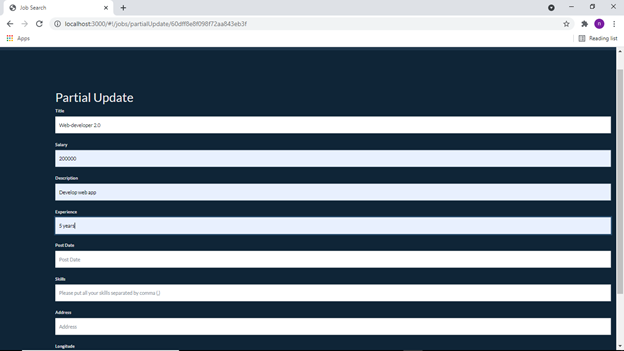 Job Search
localhost:3000/#!/jobs/partialUpdate/60dff8e8f098f72aa843eb3f
n
Apps
Reading list
Partial Update
Title
Web-developer 2.0
Salary
200000
Description
Develop web app
Experience
5 years
Post Date
Post Date
Skills
Please put all your skills separated by comma (,)
Address
Address
Longitude